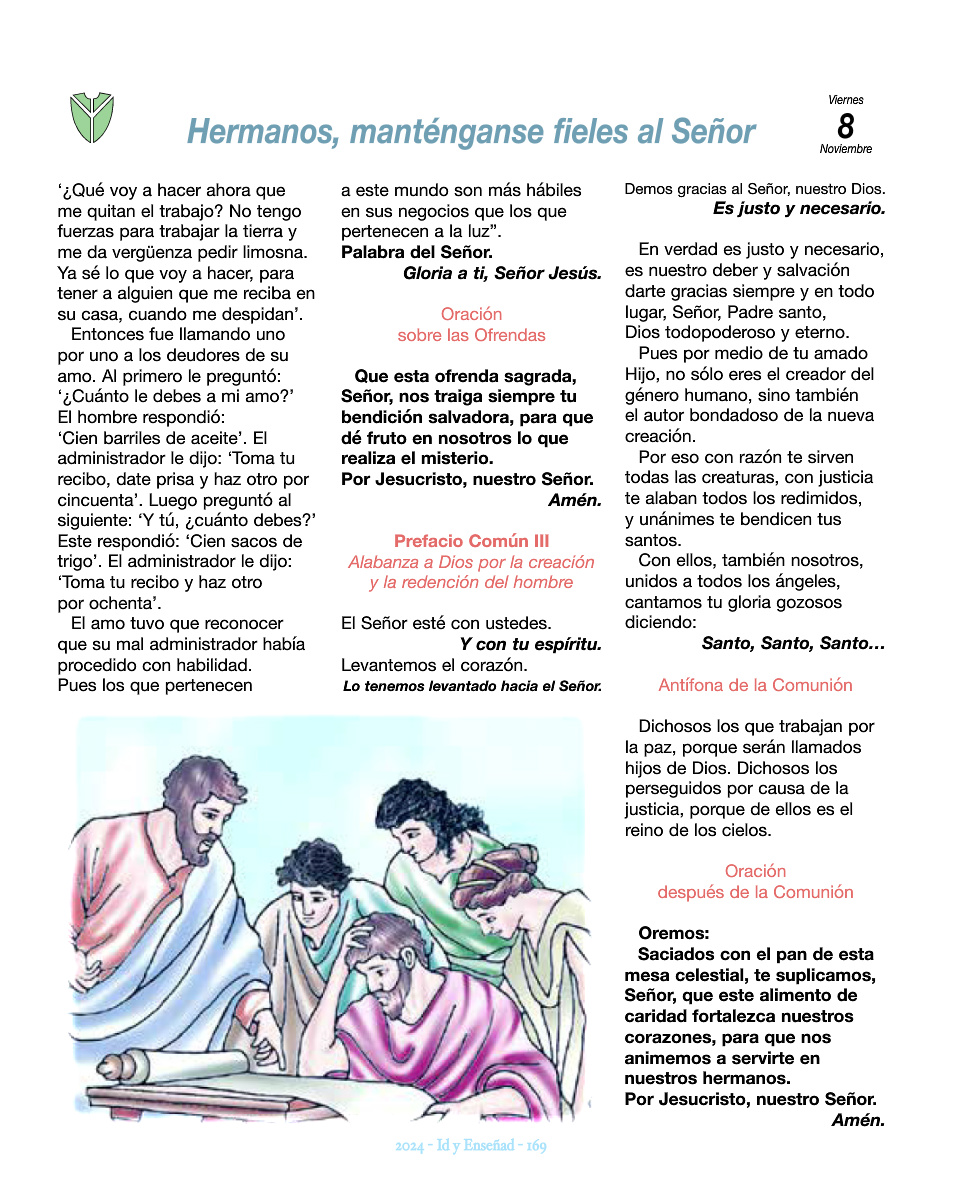 Hermanos, manténganse fieles al Señor
Viernes
8
Noviembre
‘¿Qué voy a hacer ahora que
me quitan el trabajo? No tengo
fuerzas para trabajar la tierra y
me da vergüenza pedir limosna.
Ya sé lo que voy a hacer, para
tener a alguien que me reciba en
su casa, cuando me despidan’.
Entonces fue llamando uno
por uno a los deudores de su
amo. Al primero le preguntó:
‘¿Cuánto le debes a mi amo?’
El hombre respondió:
‘Cien barriles de aceite’. El
administrador le dijo: ‘Toma tu
recibo, date prisa y haz otro por
cincuenta’. Luego preguntó al
siguiente: ‘Y tú, ¿cuánto debes?’
Este respondió: ‘Cien sacos de
trigo’. El administrador le dijo:
‘Toma tu recibo y haz otro
por ochenta’.
El amo tuvo que reconocer
que su mal administrador había
procedido con habilidad.
Pues los que pertenecen
a este mundo son más hábiles
en sus negocios que los que
pertenecen a la luz”.
Palabra del Señor.
Gloria a ti, Señor Jesús.
Oración
sobre las Ofrendas
Que esta ofrenda sagrada,
Señor, nos traiga siempre tu
bendición salvadora, para que
dé fruto en nosotros lo que
realiza el misterio.
Por Jesucristo, nuestro Señor.
Amén.
Prefacio Común III
Alabanza a Dios por la creación
y la redención del hombre
El Señor esté con ustedes.
Y con tu espíritu.
Levantemos el corazón.
Lo tenemos levantado hacia el Señor.
Demos gracias al Señor, nuestro Dios.
Es justo y necesario.
En verdad es justo y necesario,
es nuestro deber y salvación
darte gracias siempre y en todo
lugar, Señor, Padre santo,
Dios todopoderoso y eterno.
Pues por medio de tu amado
Hijo, no sólo eres el creador del
género humano, sino también
el autor bondadoso de la nueva
creación.
Por eso con razón te sirven
todas las creaturas, con justicia
te alaban todos los redimidos,
y unánimes te bendicen tus
santos.
Con ellos, también nosotros,
unidos a todos los ángeles,
cantamos tu gloria gozosos
diciendo:
Santo, Santo, Santo…
Antífona de la Comunión
Dichosos los que trabajan por
la paz, porque serán llamados
hijos de Dios. Dichosos los
perseguidos por causa de la
justicia, porque de ellos es el
reino de los cielos.
Oración
después de la Comunión
Oremos:
Saciados con el pan de esta
mesa celestial, te suplicamos,
Señor, que este alimento de
caridad fortalezca nuestros
corazones, para que nos
animemos a servirte en
nuestros hermanos.
Por Jesucristo, nuestro Señor.
Amén.
2024 - Id y Enseñad - 169